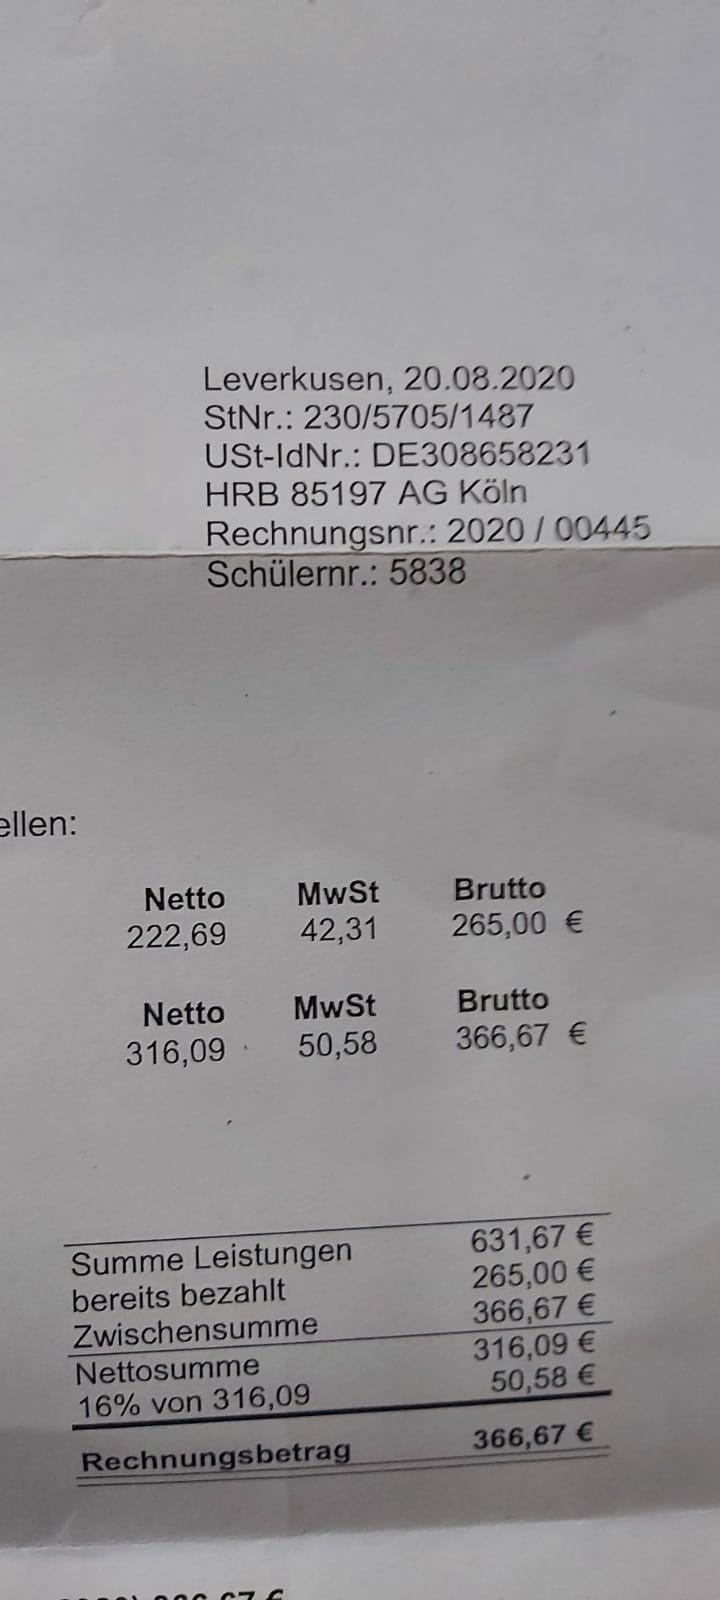 Leverkusen, 20.08.2020
StNr.: 230/5705/1487
USt-IdNr.: DE308658231
HRB 85197 AG Köln
Rechnungsnr.: 2020 / 00445
Schülernr.: 5838
ellen:
Netto MwSt Brutto
222,69 42,31 265,00 €
Netto MwSt Brutto
316,09 50,58 366,67 €
Summe Leistungen 631,67 €
bereits bezahlt 265,00 €
Zwischensumme 366,67 €
Nettosumme 316,09 €
16% von 316,09 50,58 €
Rechnungsbetrag 366,67 €